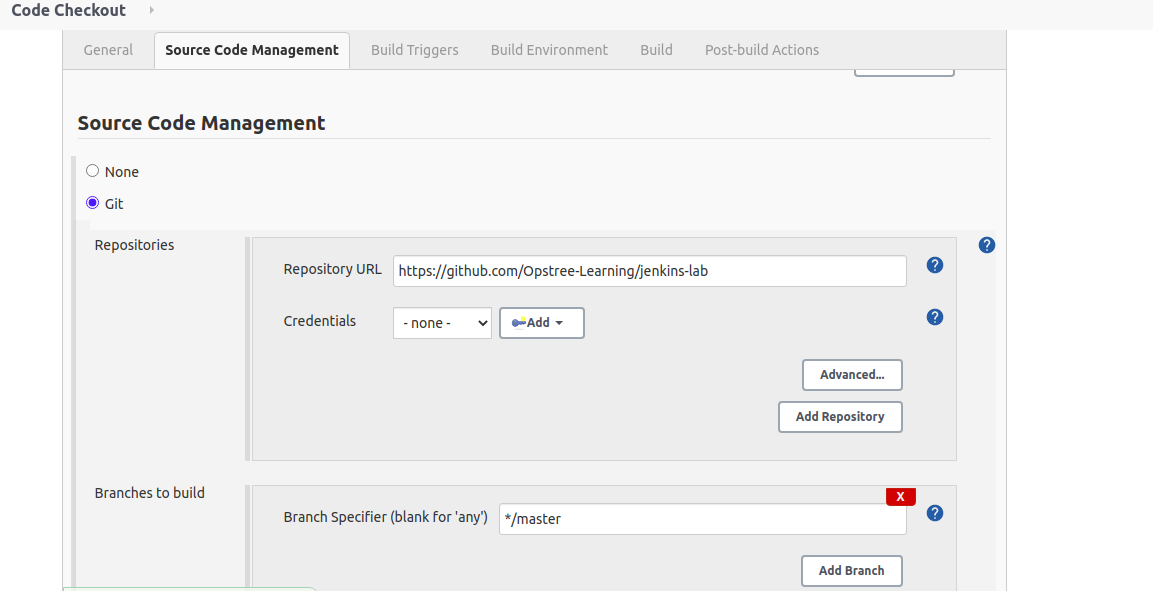 Code Checkout
General Source Code Management Build Triggers Build Environment Build Post-build Actions
Source Code Management
None
Git
Repositories
?
Repository URL https://github.com/Opstree-Learning/jenkins-lab ?
Credentials - none - Add ?
Advanced...
Add Repository
Branches to build
X
Branch Specifier (blank for 'any') */master ?
Add Branch